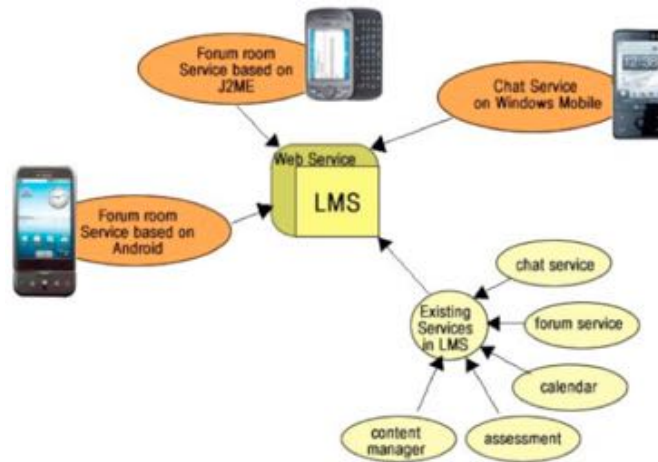 Forum room
Service based on
J2ME
Chat Service
on Windows Mobile
Web Service
LMS
Forum room
Service based on
Android
Existing
Services
in LMS
chat service
forum service
calendar
assessment
content
manager